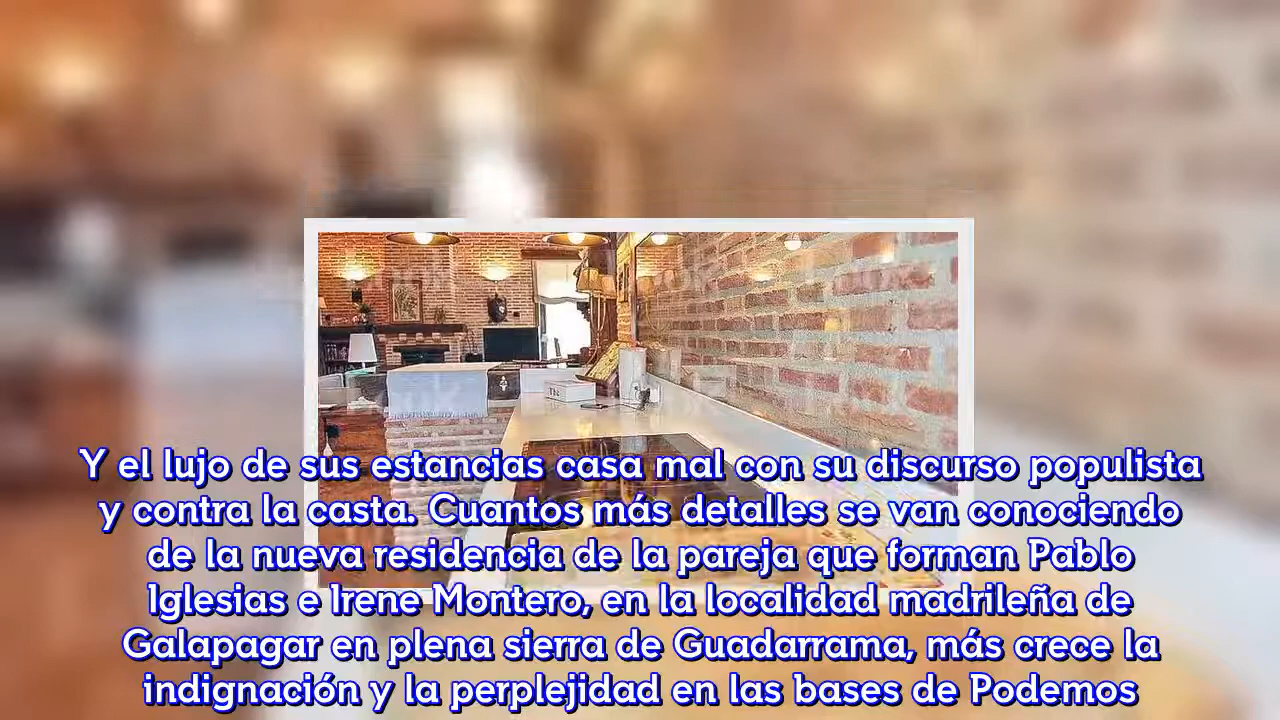 Y el lujo de sus estancias casa mal con su discurso populista
y contra la casta. Cuantos más detalles se van conociendo
de la nueva residencia de la pareja que forman Pablo
Iglesias e Irene Montero, en la localidad madrileña de
Galapagar en plena sierra de Guadarrama, más crece la
indignación y la perplejidad en las bases de Podemos